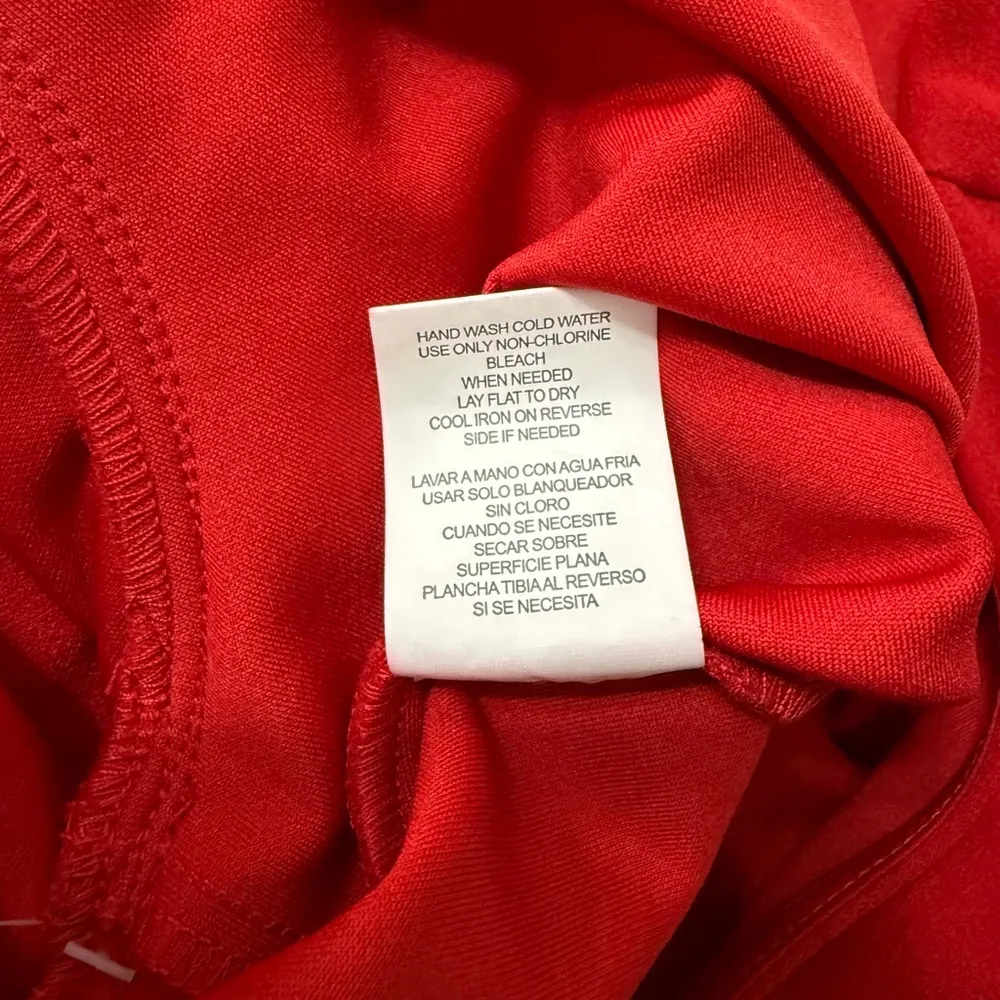 HAND WASH COLD WATER
USE ONLY NON-CHLORINE
BLEACH
WHEN NEEDED
LAY FLAT TO DRY
COOL IRON ON REVERSE
SIDE IF NEEDED
LAVAR A MANO CON AGUA FRIA
USAR SOLO BLANQUEADOR
SIN CLORO
CUANDO SE NECESITE
SECAR SOBRE
SUPERFICIE PLANA
PLANCHA TIBIA AL REVERSO
SI SE NECESITA